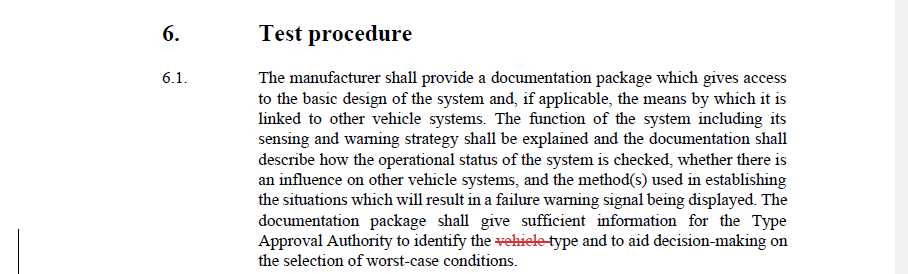 6. Test procedure
6.1. The manufacturer shall provide a documentation package which gives access
to the basic design of the system and, if applicable, the means by which it is
linked to other vehicle systems. The function of the system including its
sensing and warning strategy shall be explained and the documentation shall
describe how the operational status of the system is checked, whether there is
an influence on other vehicle systems, and the method(s) used in establishing
the situations which will result in a failure warning signal being displayed. The
documentation package shall give sufficient information for the Type
Approval Authority to identify the vehicle type and to aid decision-making on
the selection of worst-case conditions.